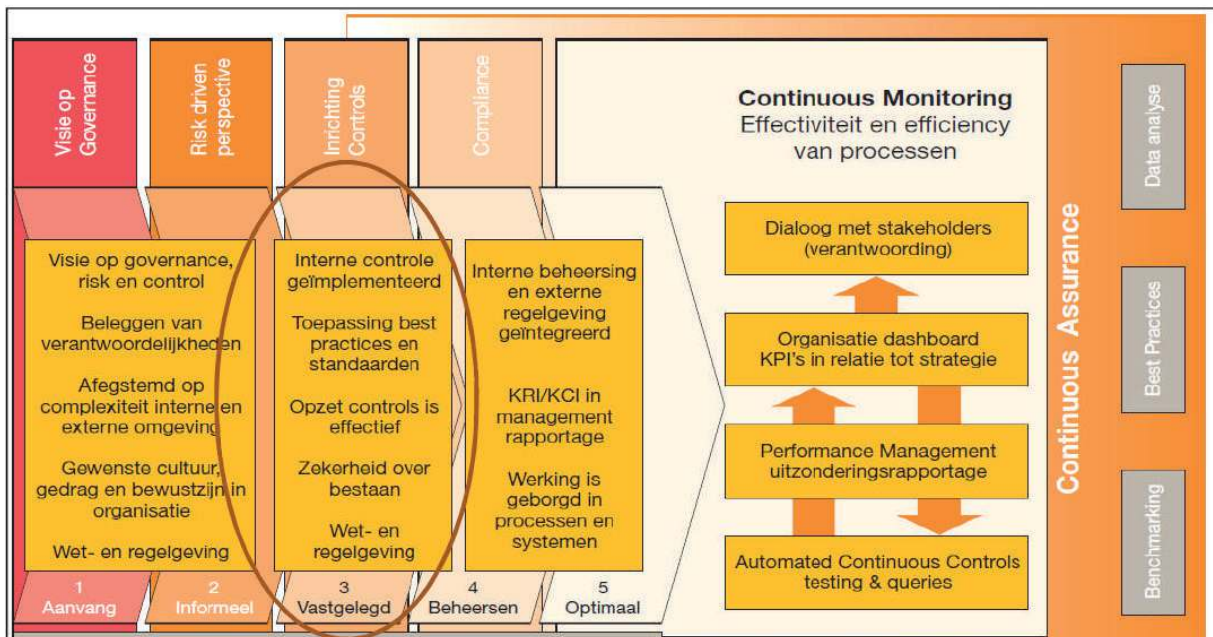 Visie op
Governance
Risk driven
perspective
Inrichting
Controls
Compliance
Continuous Monitoring
Effectiviteit en efficiency
van processen
Visie op governance,
risk en control
Beleggen van
verantwoordelijkheden
Afegstemd op
complexiteit interne en
externe omgeving
Gewenste cultuur,
gedrag en bewustzijn in
organisatie
Wet- en regelgeving
Interne controle
geïmplementeerd
Toepassing best
practices en
standaarden
Opzet controls is
effectief
Zekerheid over
bestaan
Wet- en
regelgeving
Interne beheersing
en externe
regelgeving
geïntegreerd
KRI/KCI in
management
rapportage
Werking is
geborgd in
processen en
systemen
Dialoog met stakeholders
(verantwoording)
Organisatie dashboard
KPI's in relatie tot strategie
Performance Management
uitzonderingsrapportage
Automated Continuous Controls
testing & queries
1
Aanvang
2
Informeel
3
Vastgelegd
4
Beheersen
5
Optimaal
Continuous Assurance
Data analyse
Best Practices
Benchmarking